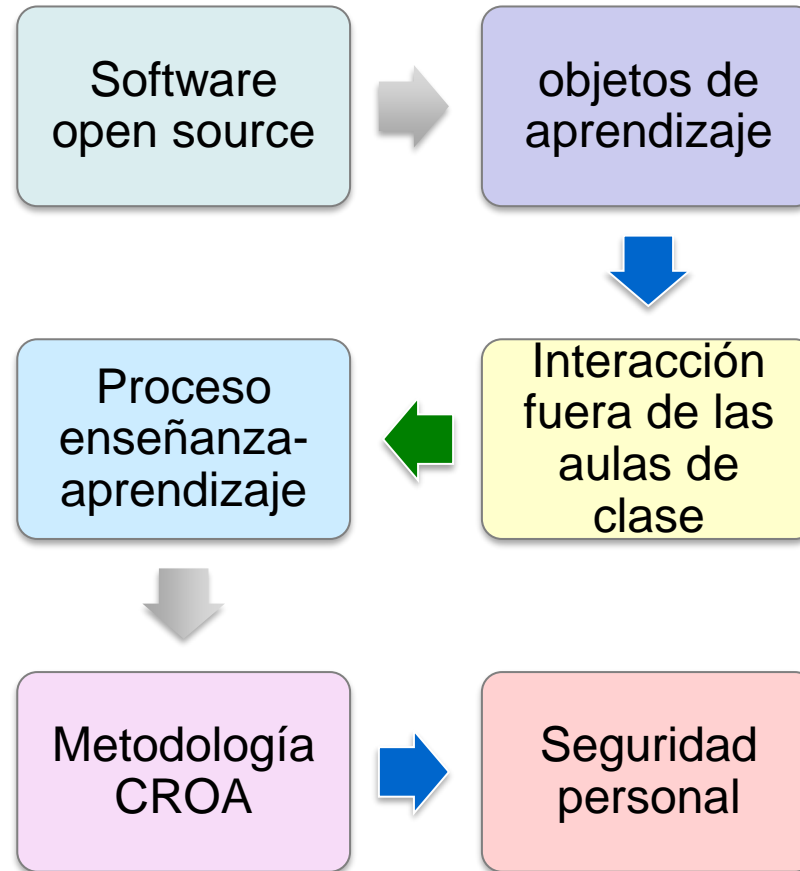 Software
open source
objetos de
aprendizaje
Interacción
fuera de las
aulas de
clase
Proceso
enseñanza-
aprendizaje
Metodología
CROA
Seguridad
personal